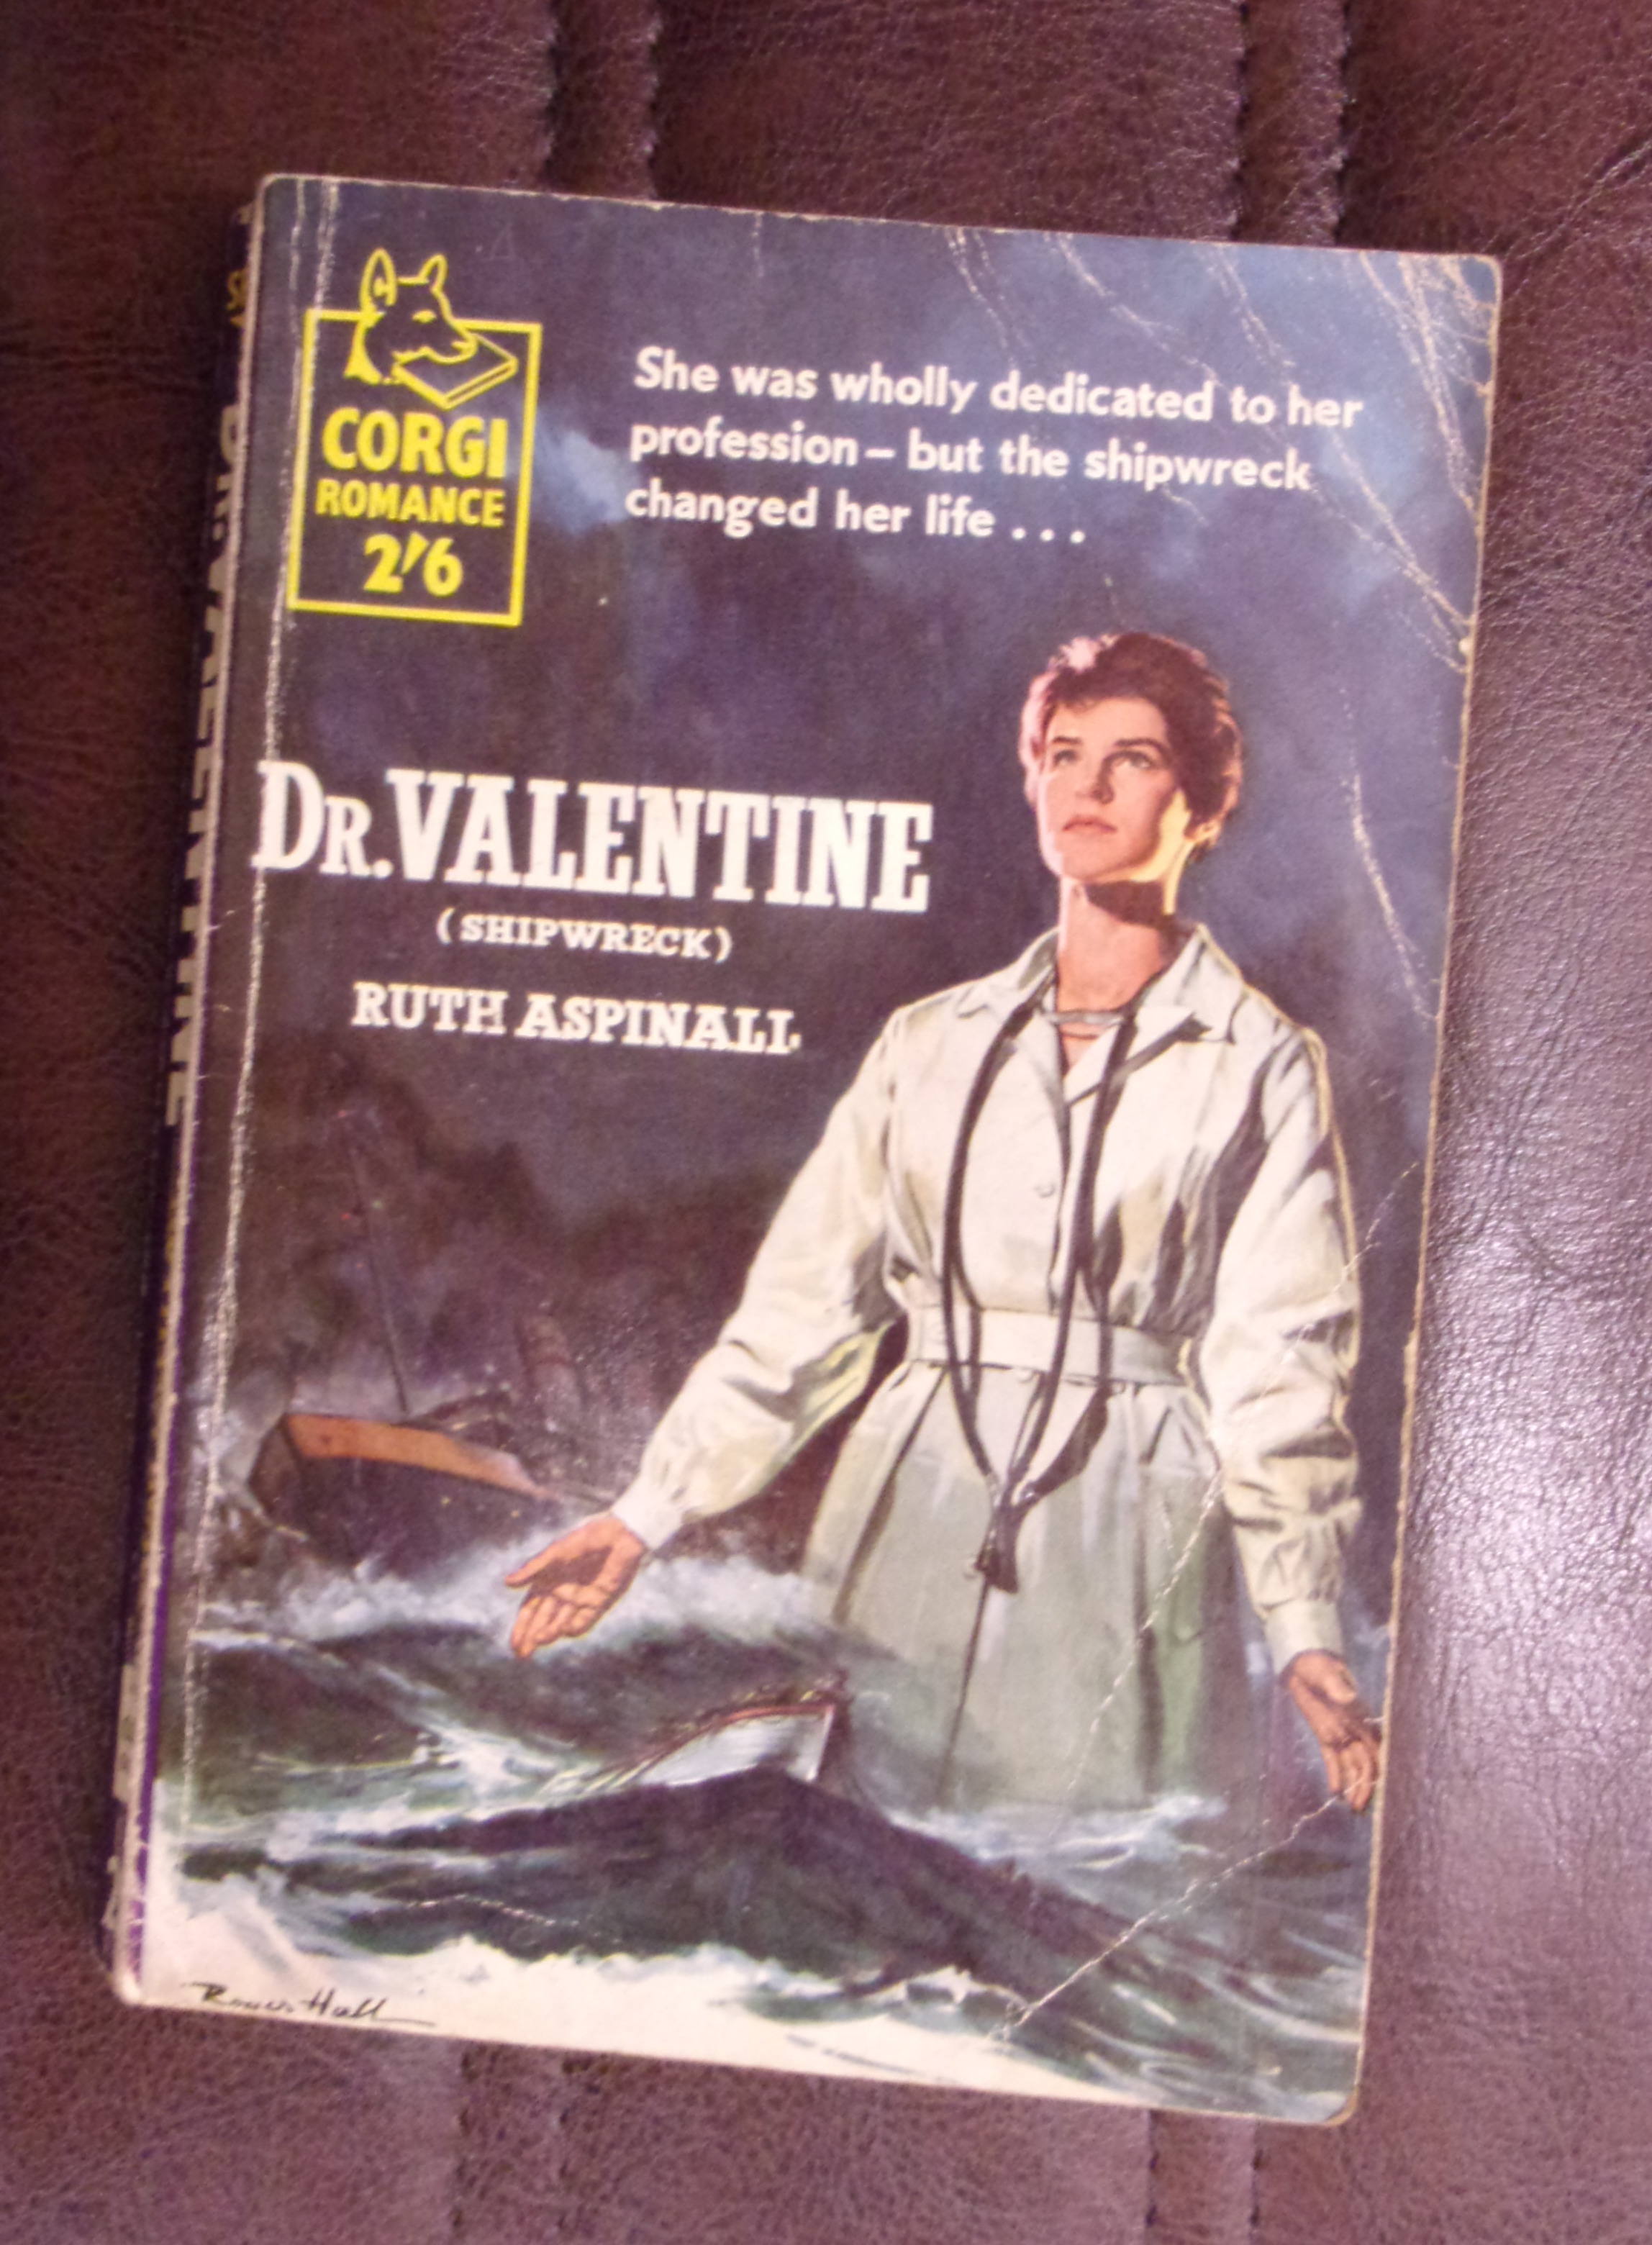 CORGI
ROMANCE
2'/6
She was wholly dedicated to her
profession – but the shipwreck
changed her life . . .
DR. VALENTINE
(SHIPWRECK)
RUTH ASPINALL
DR. VALENTINE